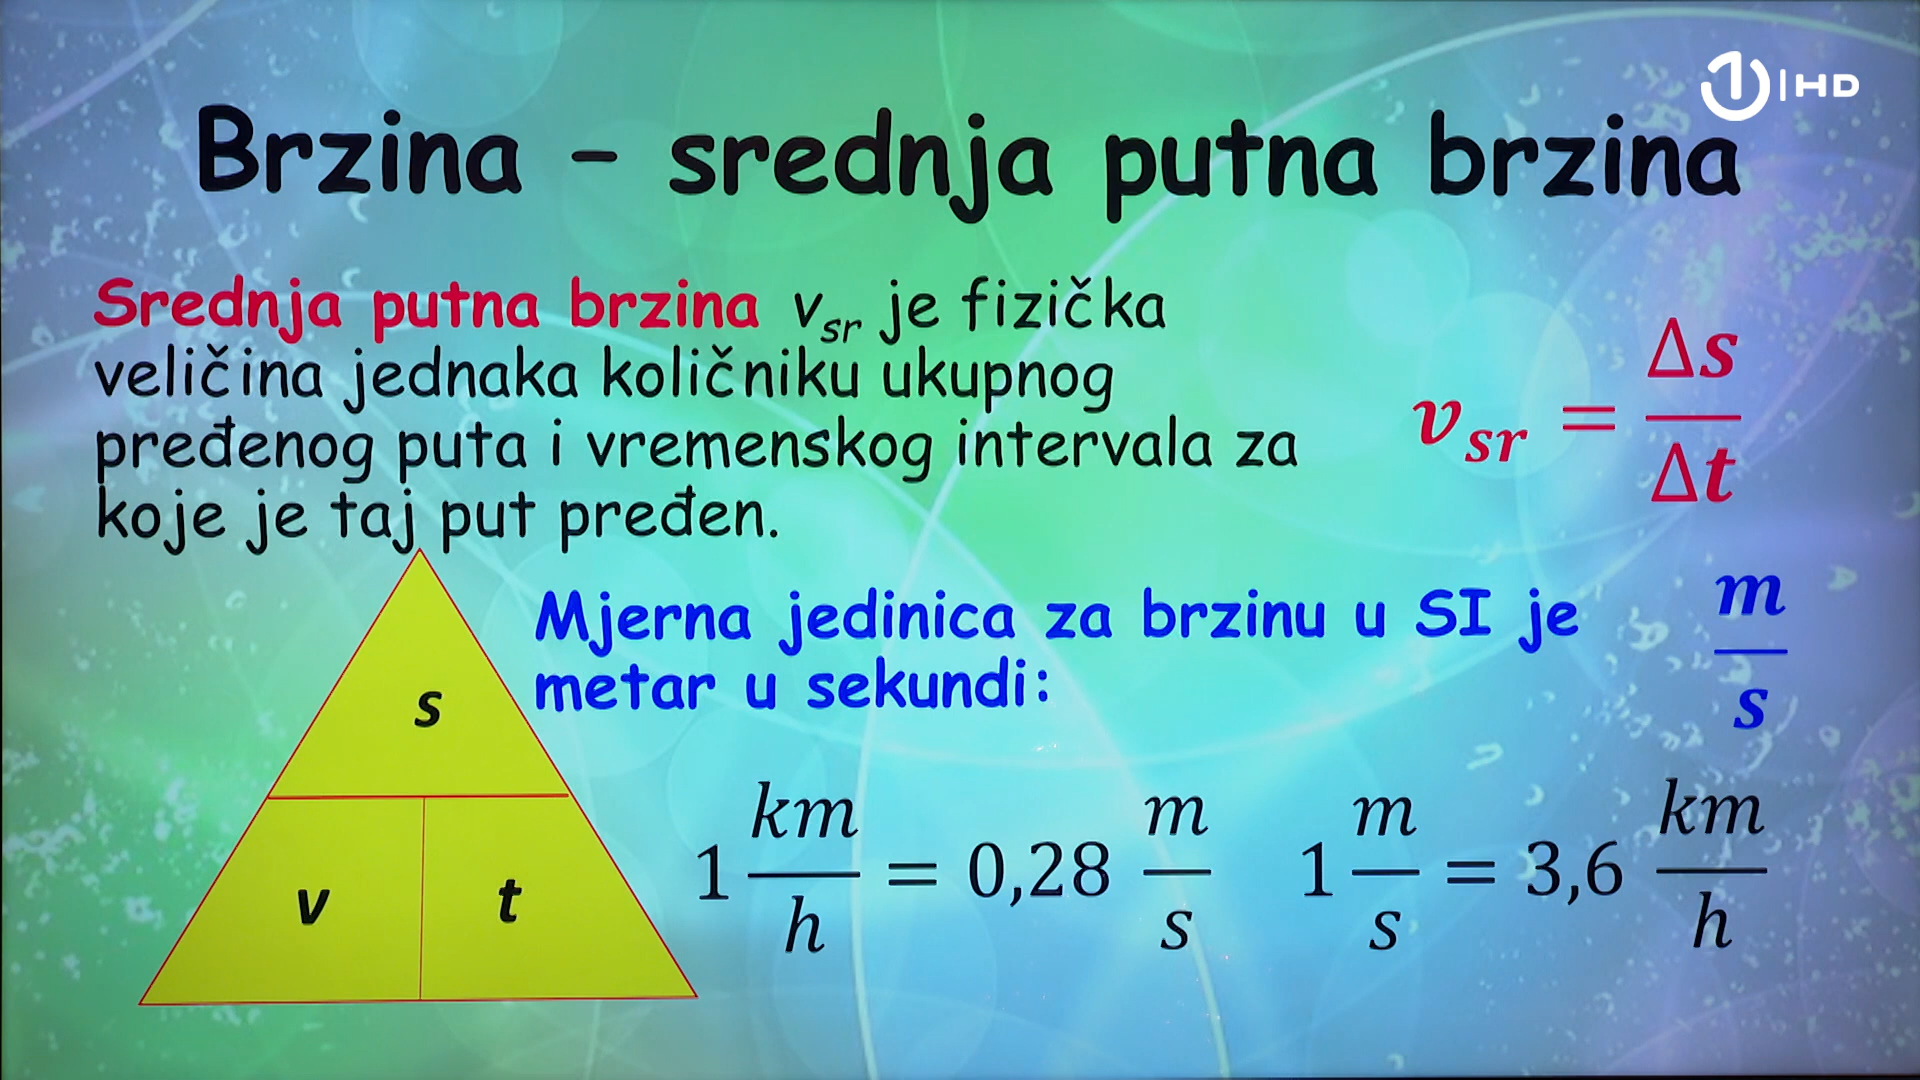 1 | HD
Brzina – srednja putna brzina
Srednja putna brzina v_sr je fizička
veličina jednaka količniku ukupnog
pređenog puta i vremenskog intervala za
koje je taj put pređen.
v_sr = Δs/Δt
Mjerna jedinica za brzinu u SI je
metar u sekundi:
m/s
s
v t
1 km/h = 0,28 m/s 1 m/s = 3,6 km/h